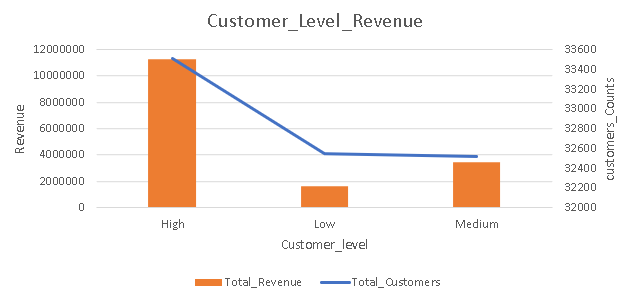 Customer_Level_Revenue
12000000
10000000
8000000
6000000
4000000
2000000
0
Revenue
33600
33400
33200
33000
32800
32600
32400
32200
32000
customers_Counts
High Low Medium
Customer_level
Total_Revenue Total_Customers